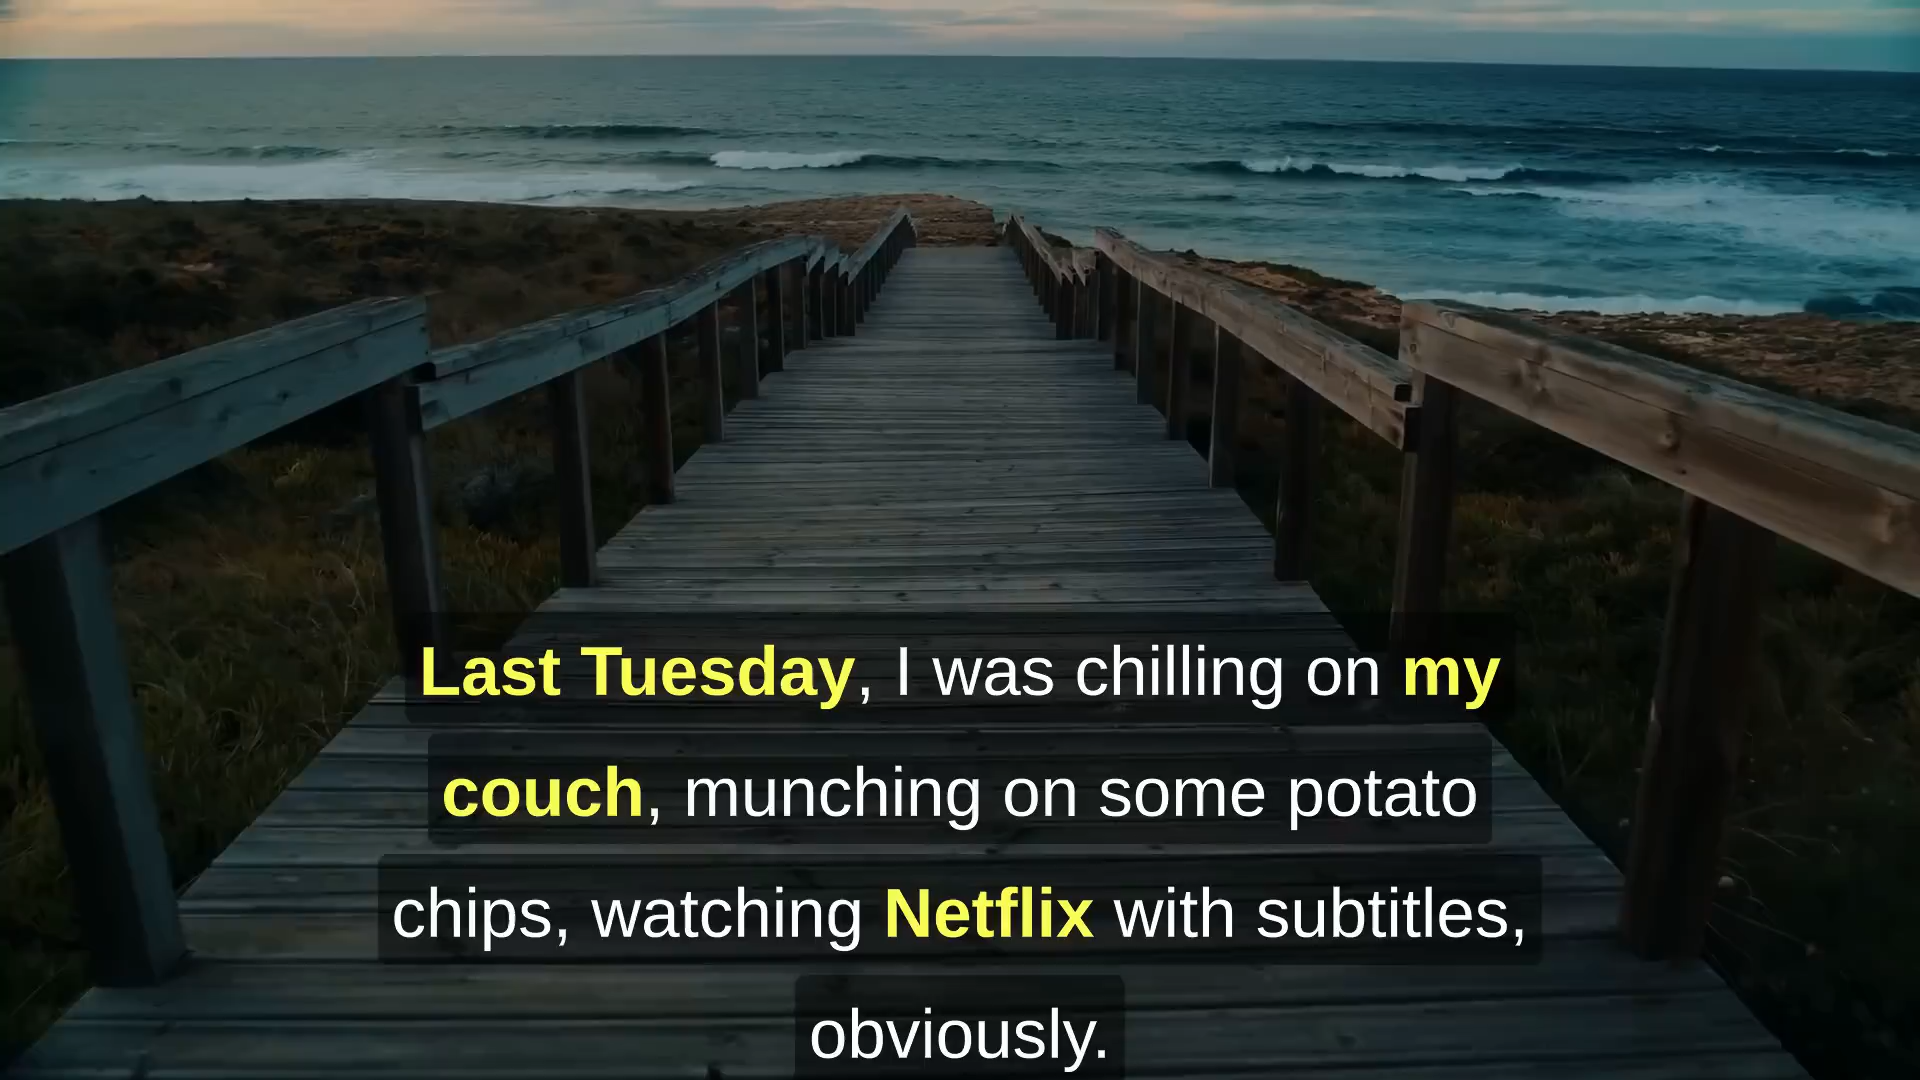 Last Tuesday, I was chilling on my
couch, munching on some potato
chips, watching Netflix with subtitles,
obviously.